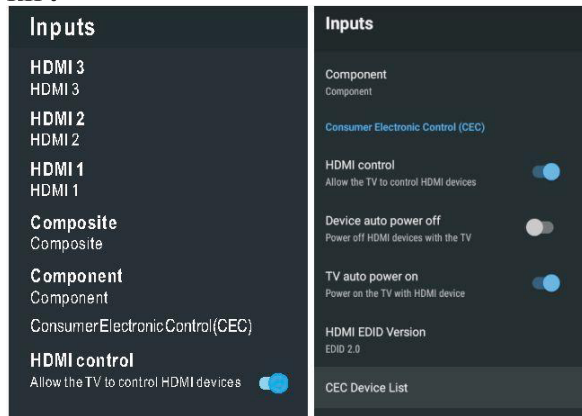 Inputs
HDMI 3
HDMI 3
HDMI 2
HDMI 2
HDMI 1
HDMI 1
Composite
Composite
Component
Component
ConsumerElectronicControl(CEC)
HDMI control
Allow the TV to control HDMI devices
Inputs
Component
Component
Consumer Electronic Control (CEC)
HDMI control
Allow the TV to control HDMI devices
Device auto power off
Power off HDMI devices with the TV
TV auto power on
Power on the TV with HDMI device
HDMI EDID Version
EDID 2.0
CEC Device List